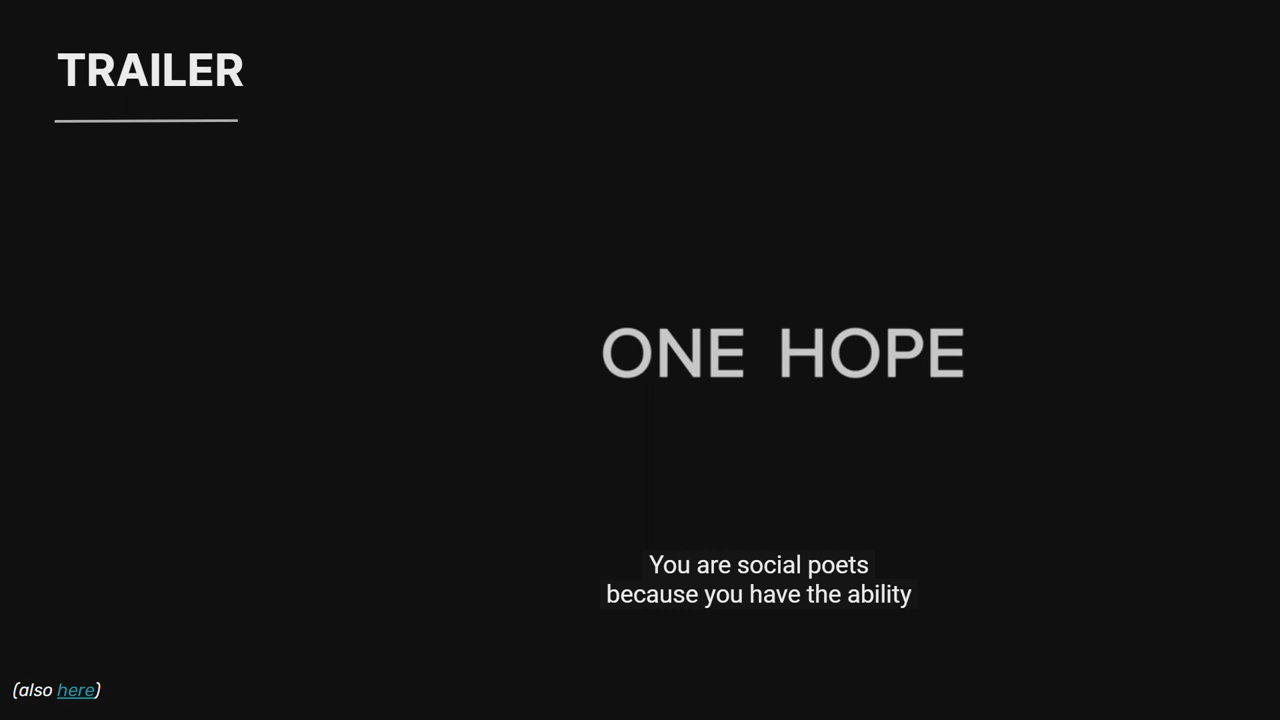 TRAILER
ONE HOPE
You are social poets
because you have the ability
(also here)